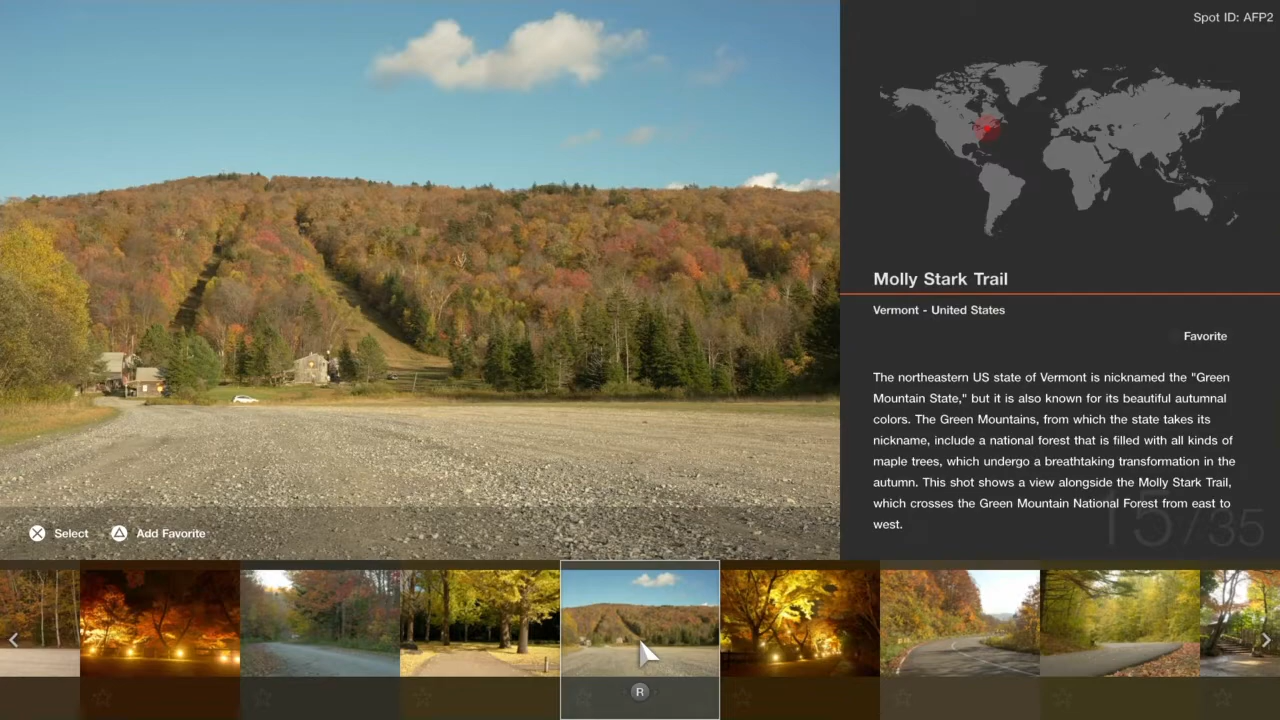 Spot ID: AFP2
Molly Stark Trail
Vermont - United States
Favorite
The northeastern US state of Vermont is nicknamed the "Green
Mountain State," but it is also known for its beautiful autumnal
colors. The Green Mountains, from which the state takes its
nickname, include a national forest that is filled with all kinds of
maple trees, which undergo a breathtaking transformation in the
autumn. This shot shows a view alongside the Molly Stark Trail,
which crosses the Green Mountain National Forest from east to
west.
15/35
Select
Add Favorite
R